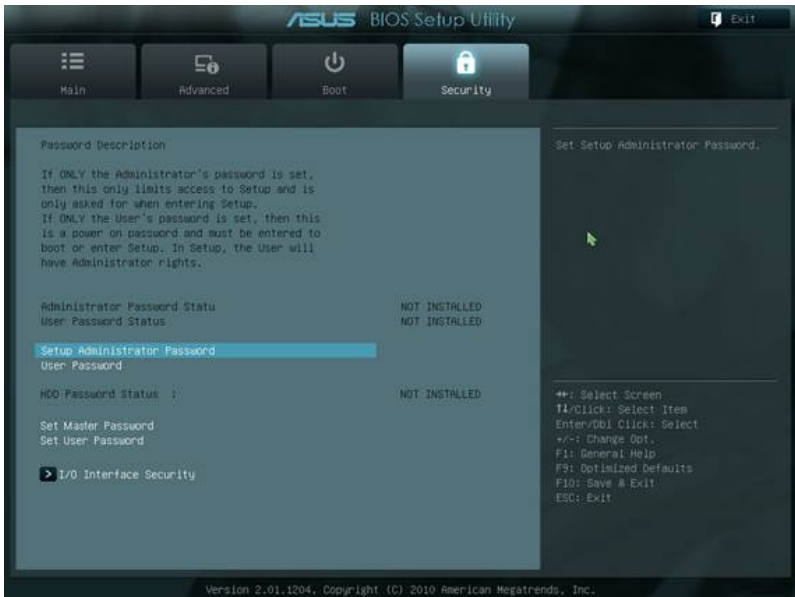 ASUS BIOS Setup Utility
Exit
Main
Advanced
Boot
Security
Password Description
If ONLY the Administrator's password is set,
then this only limits access to Setup and is
only asked for when entering Setup.
If ONLY the User's password is set, then this
is a power on password and must be entered to
boot or enter Setup. In Setup, the User will
have Administrator rights.
Administrator Password Statu NOT INSTALLED
User Password Status NOT INSTALLED
Setup Administrator Password
User Password
HDD Password Status : NOT INSTALLED
Set Master Password
Set User Password
> I/O Interface Security
Set Setup Administrator Password.
→←: Select Screen
↑↓/Click: Select Item
Enter/Dbl Click: Select
+/-: Change Opt.
F1: General Help
F9: Optimized Defaults
F10: Save & Exit
ESC: Exit
Version 2.01.1204. Copyright (C) 2010 American Megatrends, Inc.